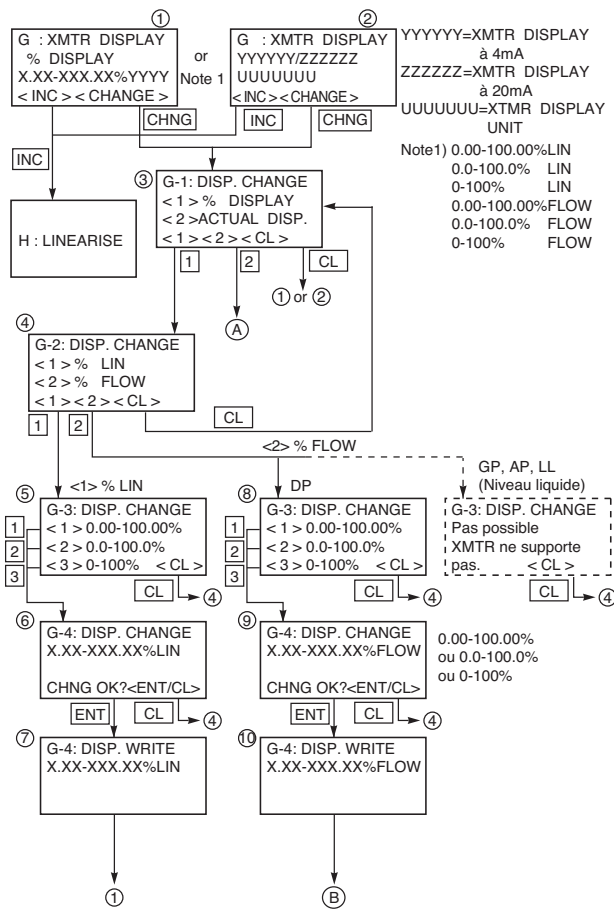 ①
G : XMTR DISPLAY
% DISPLAY
X.XX-XXX.XX%YYYY
< INC > < CHANGE >
or
Note 1
②
G : XMTR DISPLAY
YYYYYY/ZZZZZZ
UUUUUUU
< INC> <CHANGE >
YYYYYY=XMTR DISPLAY
à 4mA
ZZZZZZ=XMTR DISPLAY
à 20mA
UUUUUUU=XTMR DISPLAY
UNIT
Note1) 0.00-100.00%LIN
0.0-100.0% LIN
0-100% LIN
0.00-100.00%FLOW
0.0-100.0% FLOW
0-100% FLOW
CHNG
INC
CHNG
INC
H : LINEARISE
③
G-1: DISP. CHANGE
< 1 > % DISPLAY
< 2 >ACTUAL DISP.
< 1 > < 2 > < CL >
1
2
CL
① or ②
A
④
G-2: DISP. CHANGE
< 1 > % LIN
< 2 > % FLOW
< 1 > < 2 > < CL >
1
2
CL
<2> % FLOW
<1> % LIN
DP
GP, AP, LL
(Niveau liquide)
⑤
G-3: DISP. CHANGE
< 1 > 0.00-100.00%
< 2 > 0.0-100.0%
< 3 > 0-100% < CL >
1
2
3
CL
④
⑧
G-3: DISP. CHANGE
< 1 > 0.00-100.00%
< 2 > 0.0-100.0%
< 3 > 0-100% < CL >
1
2
3
CL
④
G-3: DISP. CHANGE
Pas possible
XMTR ne supporte
pas. < CL >
CL
④
⑥
G-4: DISP. CHANGE
X.XX-XXX.XX%LIN
CHNG OK?<ENT/CL>
ENT
CL
④
⑨
G-4: DISP. CHANGE
X.XX-XXX.XX%FLOW
CHNG OK?<ENT/CL>
ENT
CL
④
0.00-100.00%
ou 0.0-100.0%
ou 0-100%
⑦
G-4: DISP. WRITE
X.XX-XXX.XX%LIN
①
⑩
G-4: DISP. WRITE
X.XX-XXX.XX%FLOW
B